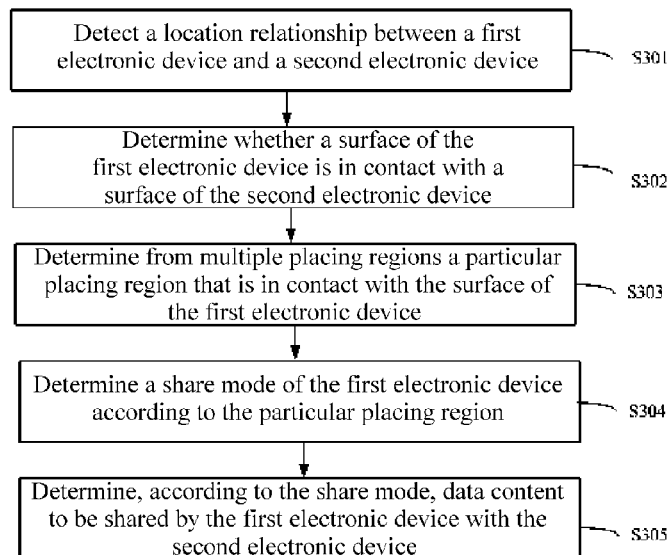 Detect a location relationship between a first
electronic device and a second electronic device
S301
Determine whether a surface of the
first electronic device is in contact with a
surface of the second electronic device
S302
Determine from multiple placing regions a particular
placing region that is in contact with the surface of
the first electronic device
S303
Determine a share mode of the first electronic device
according to the particular placing region
S304
Determine, according to the share mode, data content
to be shared by the first electronic device with the
second electronic device
S305